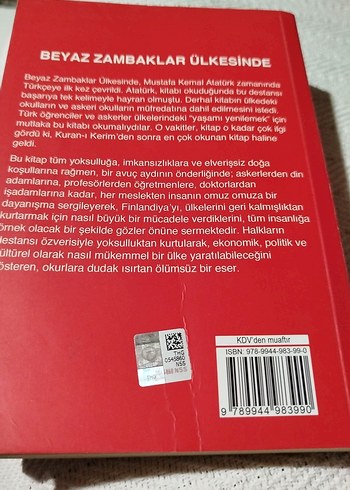 BEYAZ ZAMBAKLAR ÜLKESİNDE
Beyaz Zambaklar Ülkesinde, Mustafa Kemal Atatürk zamanında
Türkçeye ilk kez çevrildi. Atatürk, kitabı okuduğunda bu destansı
başarıya tek kelimeyle hayran olmuştu. Derhal kitabın ülkedeki
okulların ve askeri okulların müfredatına dahil edilmesini istedi.
Türk öğrenciler ve askerler ülkelerindeki “yaşamı yenilemek” için
mutlaka bu kitabı okumalıydılar. O vakitler, kitap o kadar çok ilgi
gördü ki, Kuran-ı Kerim’den sonra en çok okunan kitap haline
geldi.
Bu kitap tüm yoksulluğa, imkansızlıklara ve elverişsiz doğa
koşullarına rağmen, bir avuç aydının önderliğinde; askerlerden din
adamlarına, profesörlerden öğretmenlere, doktorlardan
işadamlarına kadar, her meslekten insanın omuz omuza bir
dayanışma sergileyerek, Finlandiya’yı, ülkelerini geri kalmışlıktan
kurtarmak için nasıl büyük bir mücadele verdiklerini, tüm insanlığa
örnek olacak bir şekilde gözler önüne sermektedir. Halkların
destansı özverisiyle yoksulluktan kurtularak, ekonomik, politik ve
kültürel olarak nasıl mükemmel bir ülke yaratılabileceğini
gösteren, okurlara dudak ısırtan ölümsüz bir eser.
KDV’den muaftır
ISBN: 978-9944-983-99-0
9 789944 983990